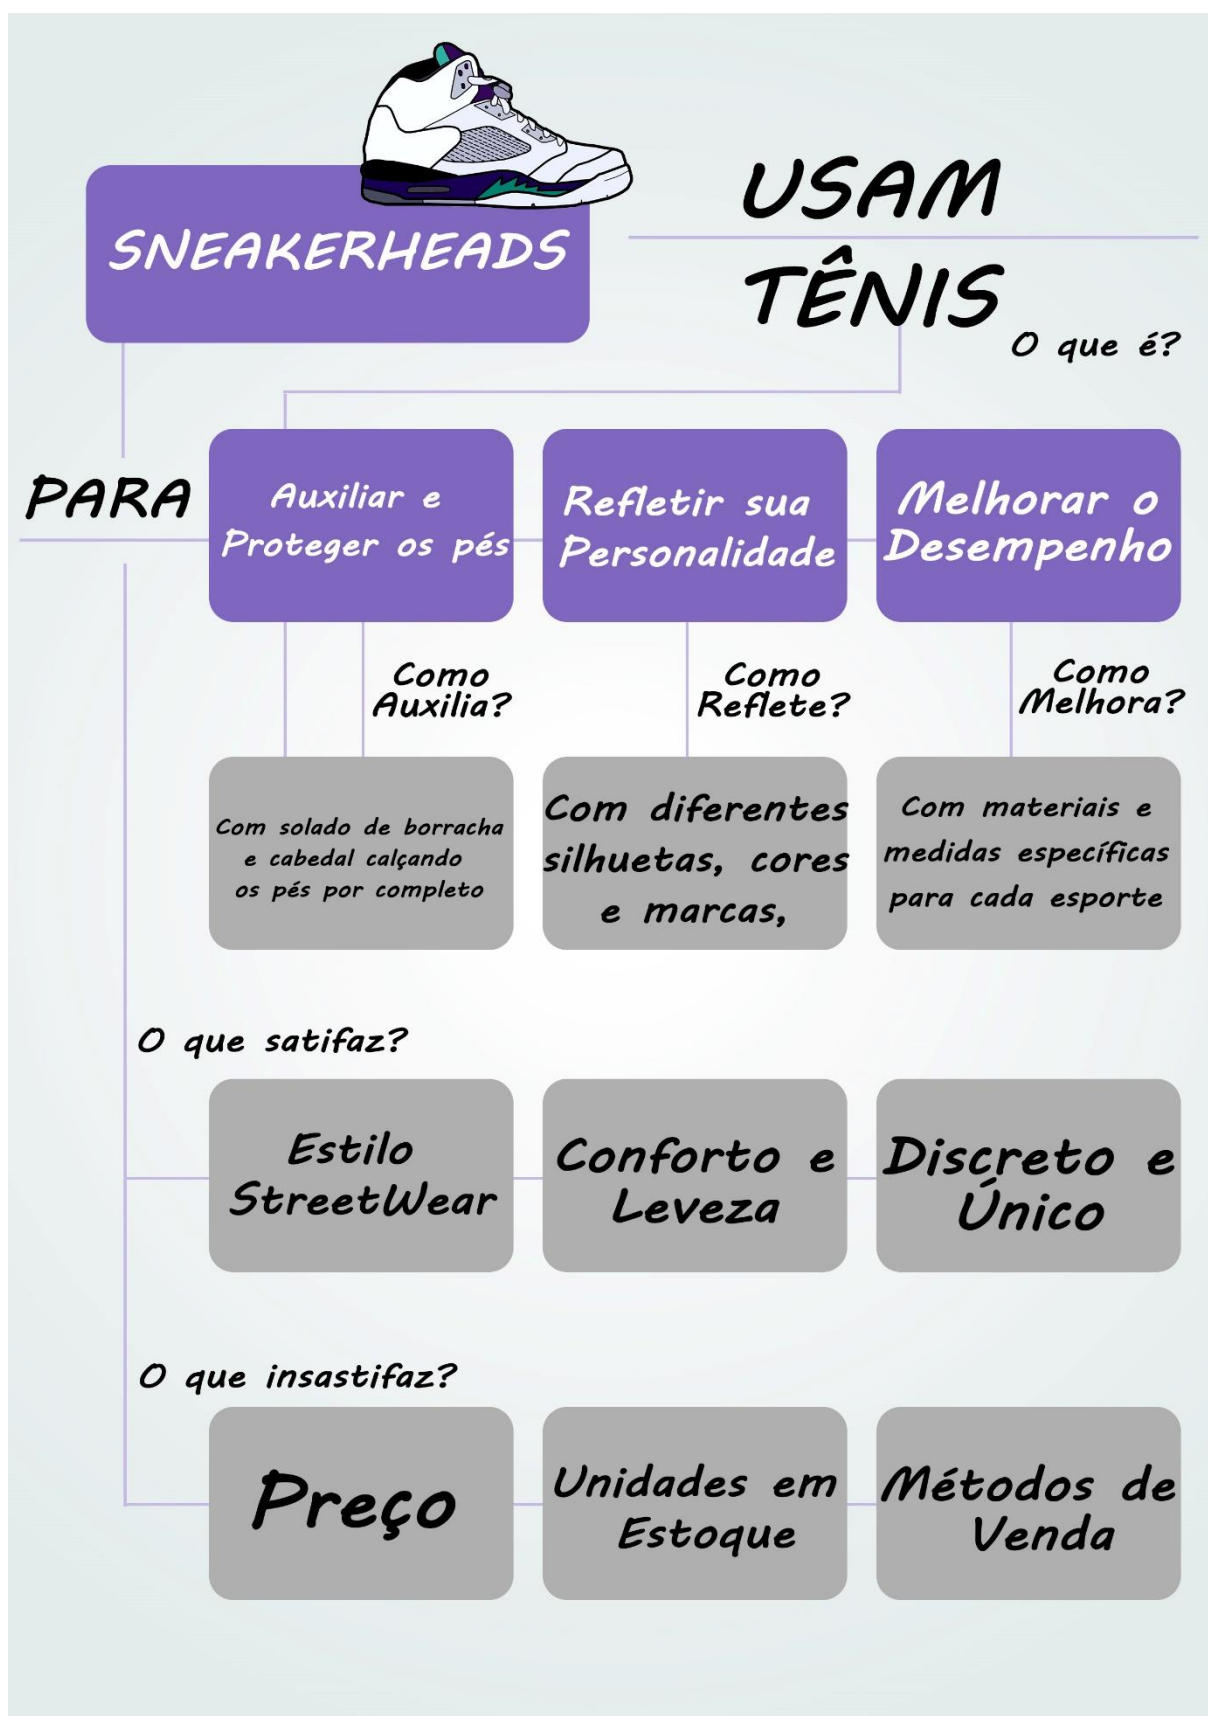 SNEAKERHEADS
USAM
TÊNIS
O que é?
PARA
Auxiliar e
Proteger os pés
Refletir sua
Personalidade
Melhorar o
Desempenho
Como
Auxilia?
Como
Reflete?
Como
Melhora?
Com solado de borracha
e cabedal calçando
os pés por completo
Com diferentes
silhuetas, cores
e marcas,
Com materiais e
medidas específicas
para cada esporte
O que satifaz?
Estilo
StreetWear
Conforto e
Leveza
Discreto e
Único
O que insastifaz?
Preço
Unidades em
Estoque
Métodos de
Venda